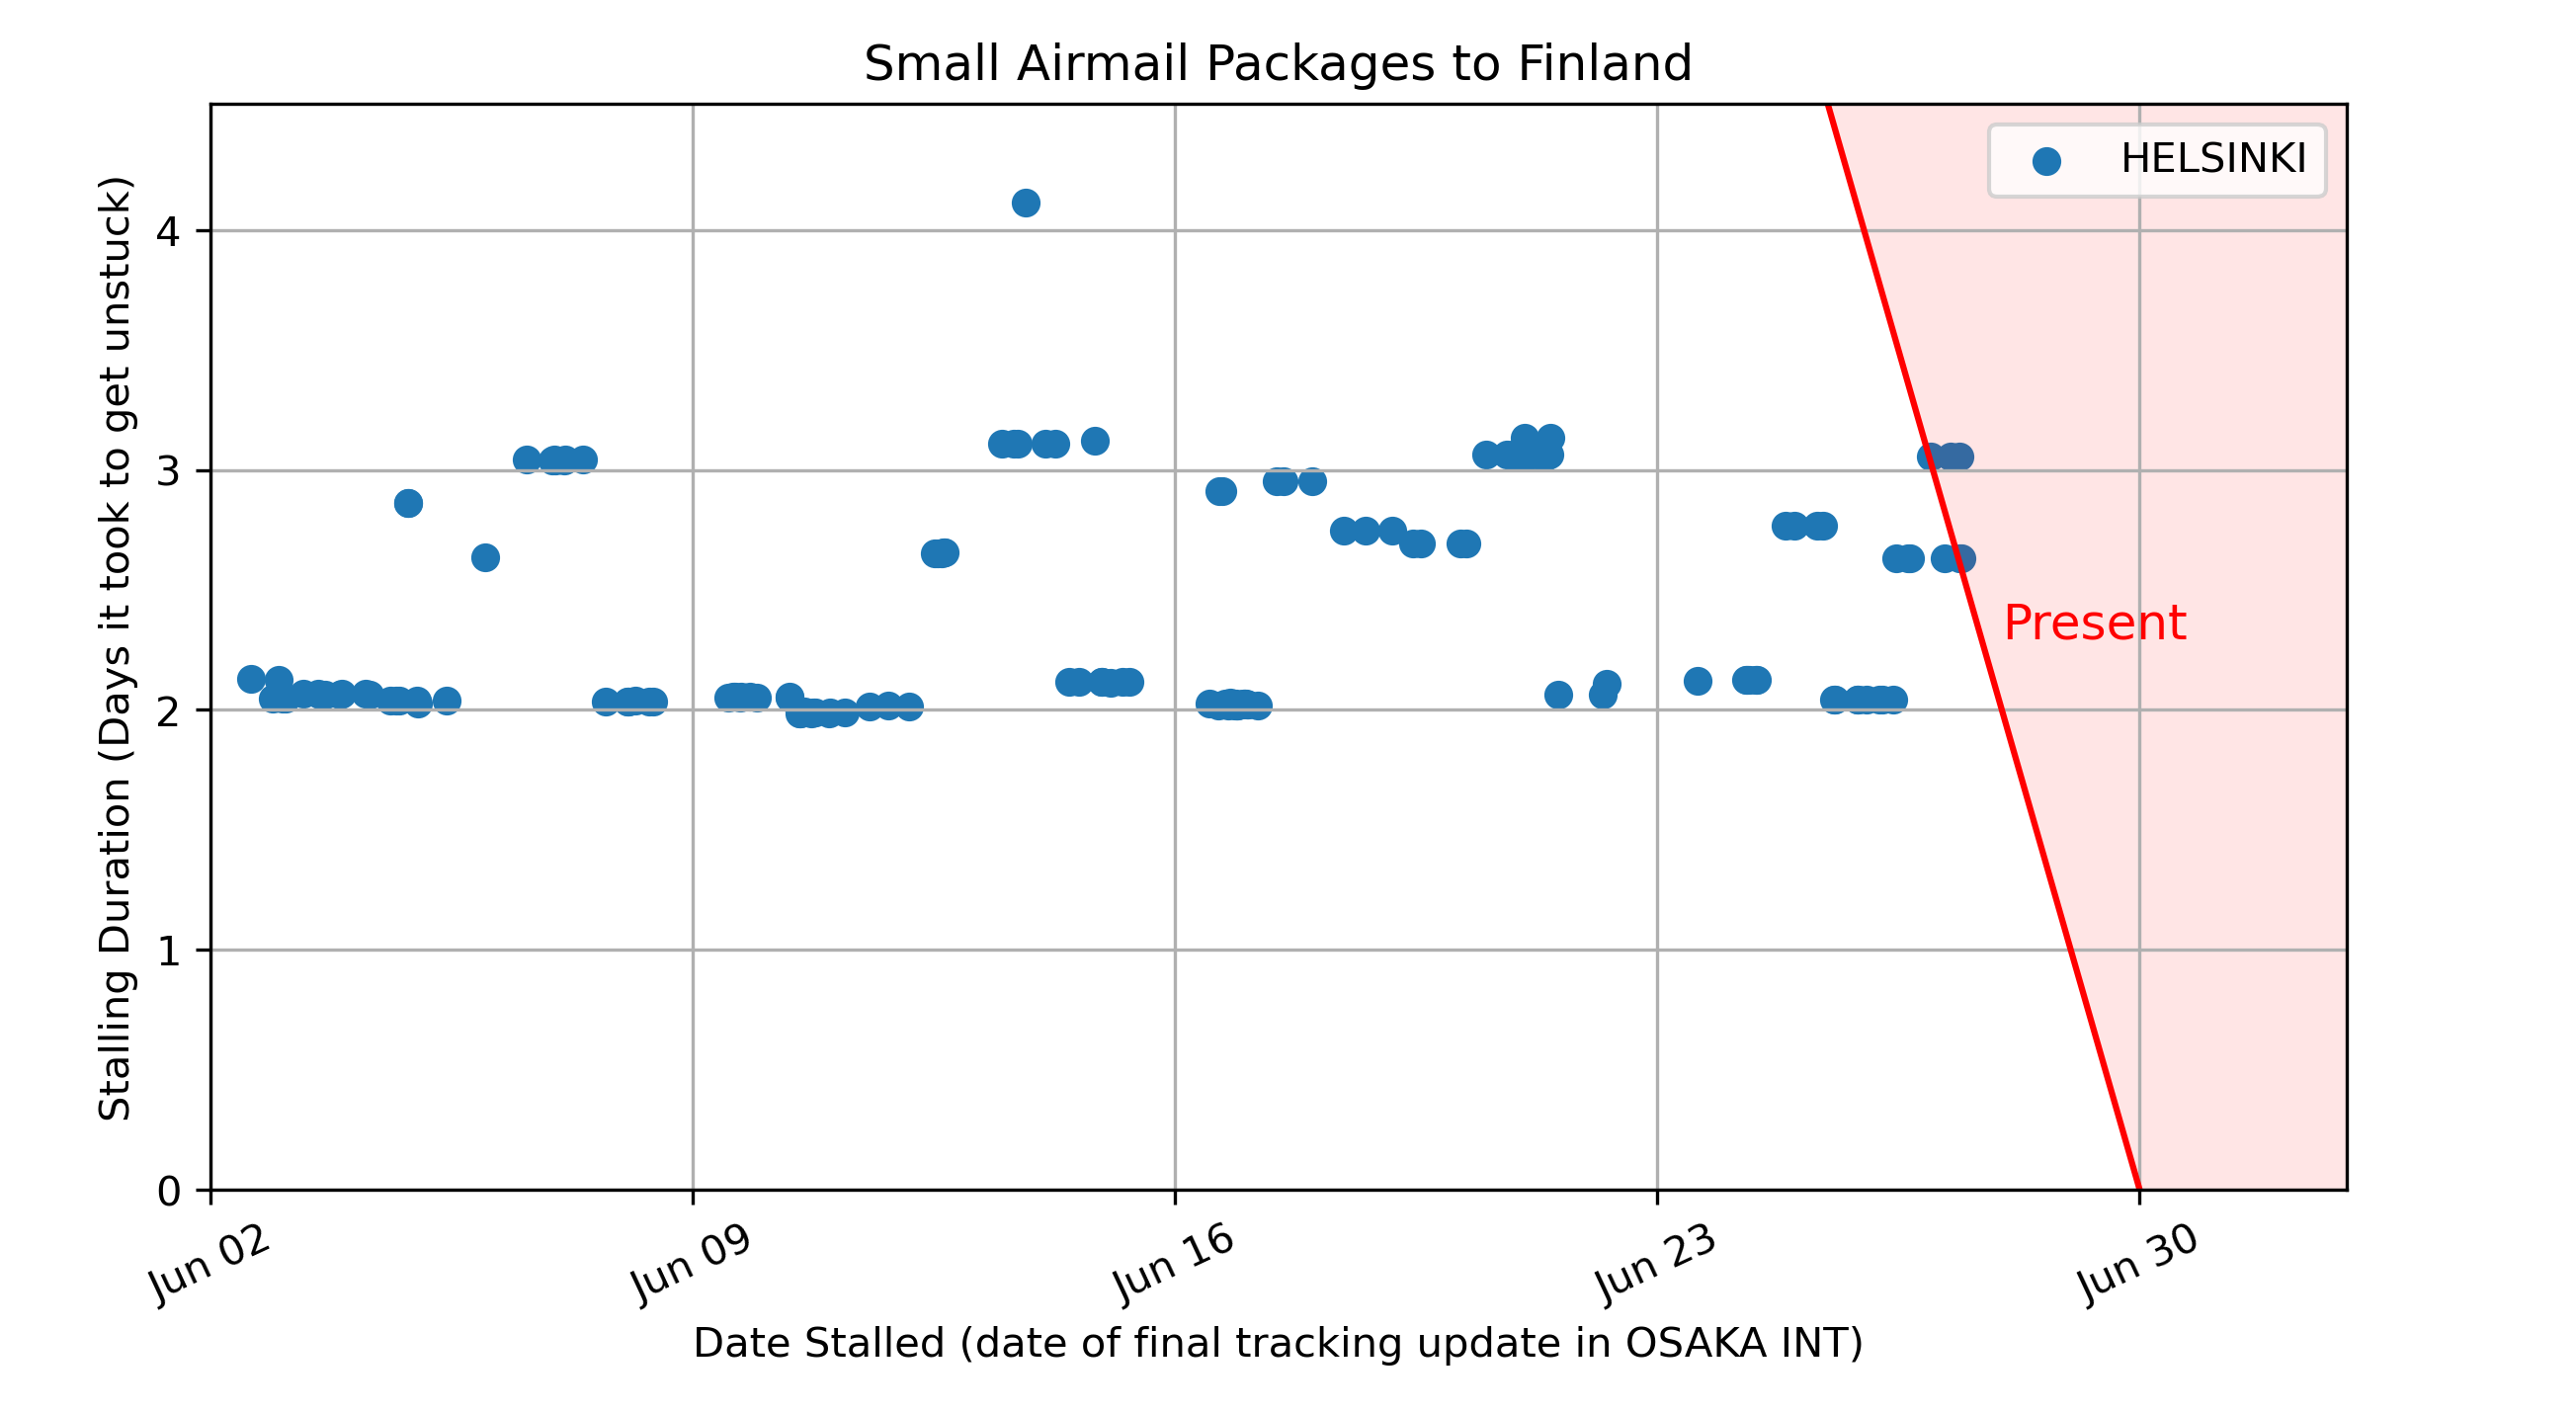 Small Airmail Packages to Finland
HELSINKI
Stalling Duration (Days it took to get unstuck)
4
3
2
1
0
Present
Jun 02
Jun 09
Jun 16
Jun 23
Jun 30
Date Stalled (date of final tracking update in OSAKA INT)